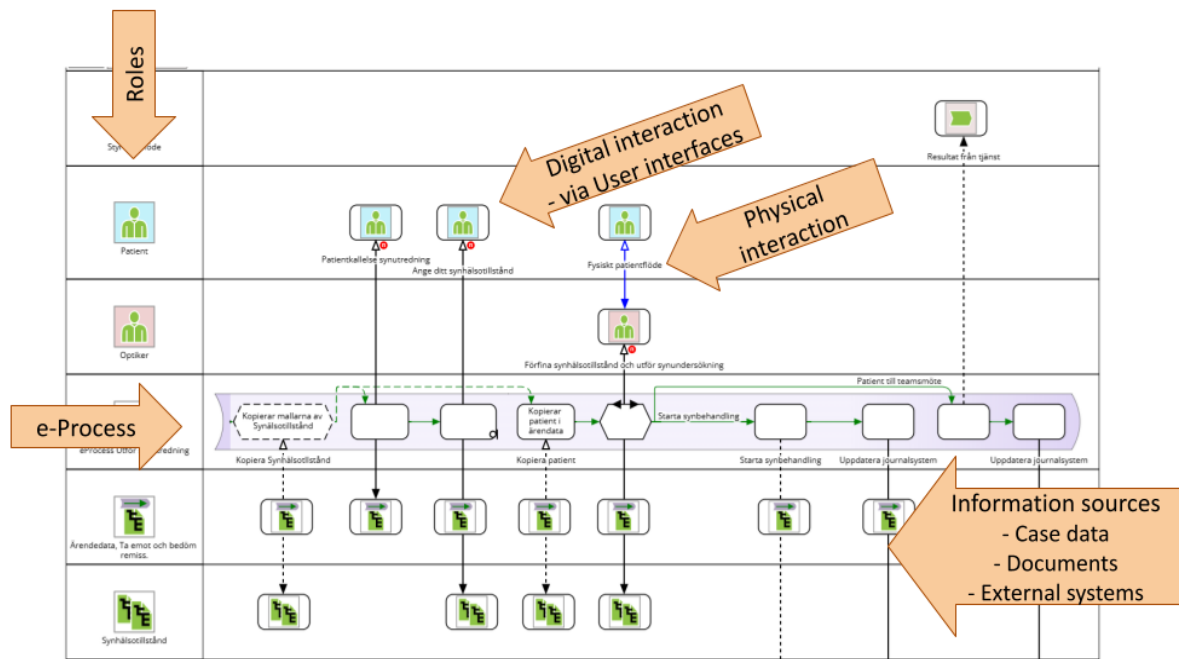 Roles
Resultat från tjänst
Digital interaction
- via User interfaces
Physical
interaction
Patient
Patientkallelse synutredning
Ange ditt synhälsotillstånd
Fysiskt patientflöde
Optiker
Förfina synhälsotillstånd och utför synundersökning
e-Process
Patient till teamsmöte
Kopierar mallarna av
Synälsotillstånd
Kopierar
patient i
ärendata
Starta synbehandling
eProcess Utför
Kopiera Synhälsotillstånd
Kopiera patient
Starta synbehandling
Uppdatera journalsystem
Uppdatera journalsystem
Information sources
- Case data
- Documents
- External systems
Ärendedata, Ta emot och bedöm
remiss.
Synhälsotillstånd